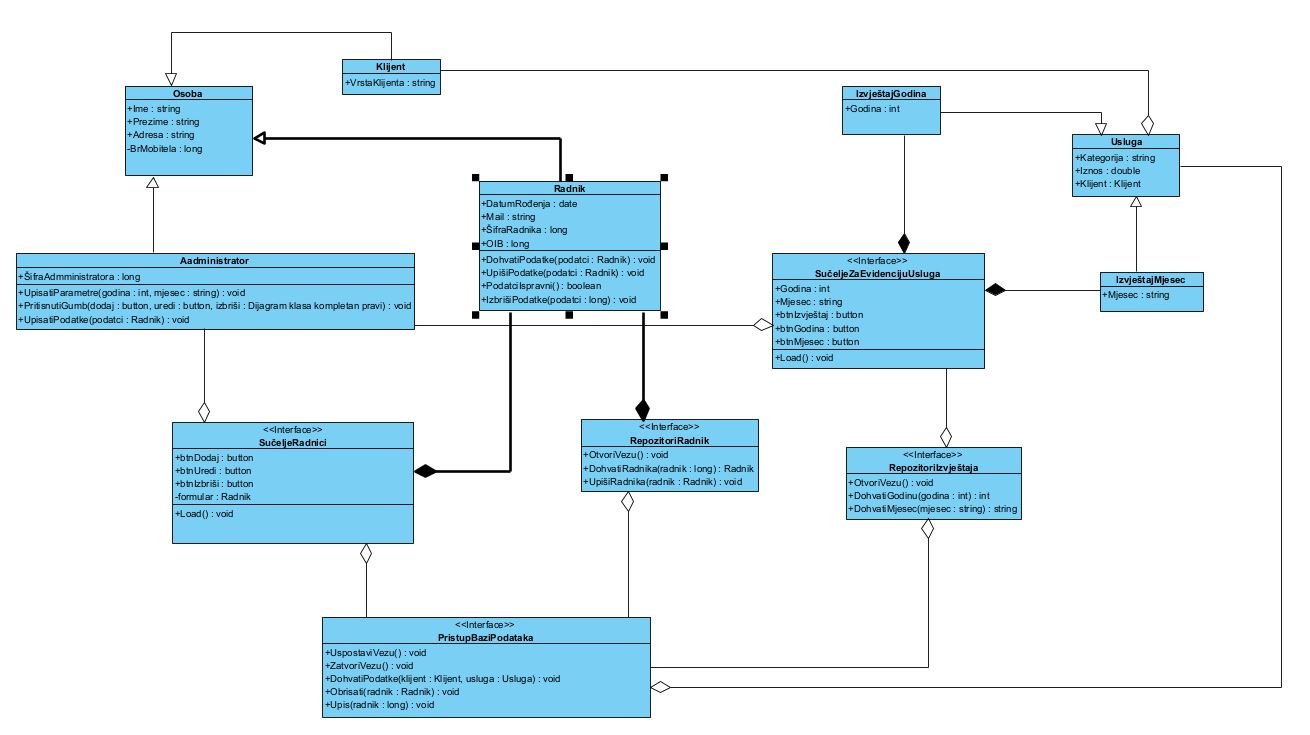 Klijent
+VrstaKlijenta : string
Osoba
+Ime : string
+Prezime : string
+Adresa : string
-BrMobitela : long
IzvještajGodina
+Godina : int
Usluga
+Kategorija : string
+Iznos : double
+Klijent : Klijent
Radnik
+DatumRođenja : date
+Mail : string
+ŠifraRadnika : long
+OIB : long
+DohvatiPodatke(podatci : Radnik) : void
+UpišiPodatke(podatci : Radnik) : void
+PodatciIspravni() : boolean
+IzbrišiPodatke(podatci : long) : void
Aadministrator
+ŠifraAdmministratora : long
+UpisatiParametre(godina : int, mjesec : string) : void
+PritisnutiGumb(dodaj : button, uredi : button, izbriši : Dijagram klasa kompletan pravi) : void
+UpisatiPodatke(podatci : Radnik) : void
<<Interface>>
SučeljeZaEvidencijuUsluga
+Godina : int
+Mjesec : string
+btnIzvještaj : button
+btnGodina : button
+btnMjesec : button
+Load() : void
IzvještajMjesec
+Mjesec : string
<<Interface>>
SučeljeRadnici
+btnDodaj : button
+btnUredi : button
+btnIzbriši : button
-formular : Radnik
+Load() : void
<<Interface>>
RepozitoriRadnik
+OtvoriVezu() : void
+DohvatiRadnika(radnik : long) : Radnik
+UpišiRadnika(radnik : Radnik) : void
<<Interface>>
RepozitoriIzvještaja
+OtvoriVezu() : void
+DohvatiGodinu(godina : int) : int
+DohvatiMjesec(mjesec : string) : string
<<Interface>>
PristupBaziPodataka
+UspostaviVezu() : void
+ZatvoriVezu() : void
+DohvatiPodatke(klijent : Klijent, usluga : Usluga) : void
+Obrisati(radnik : Radnik) : void
+Upis(radnik : long) : void